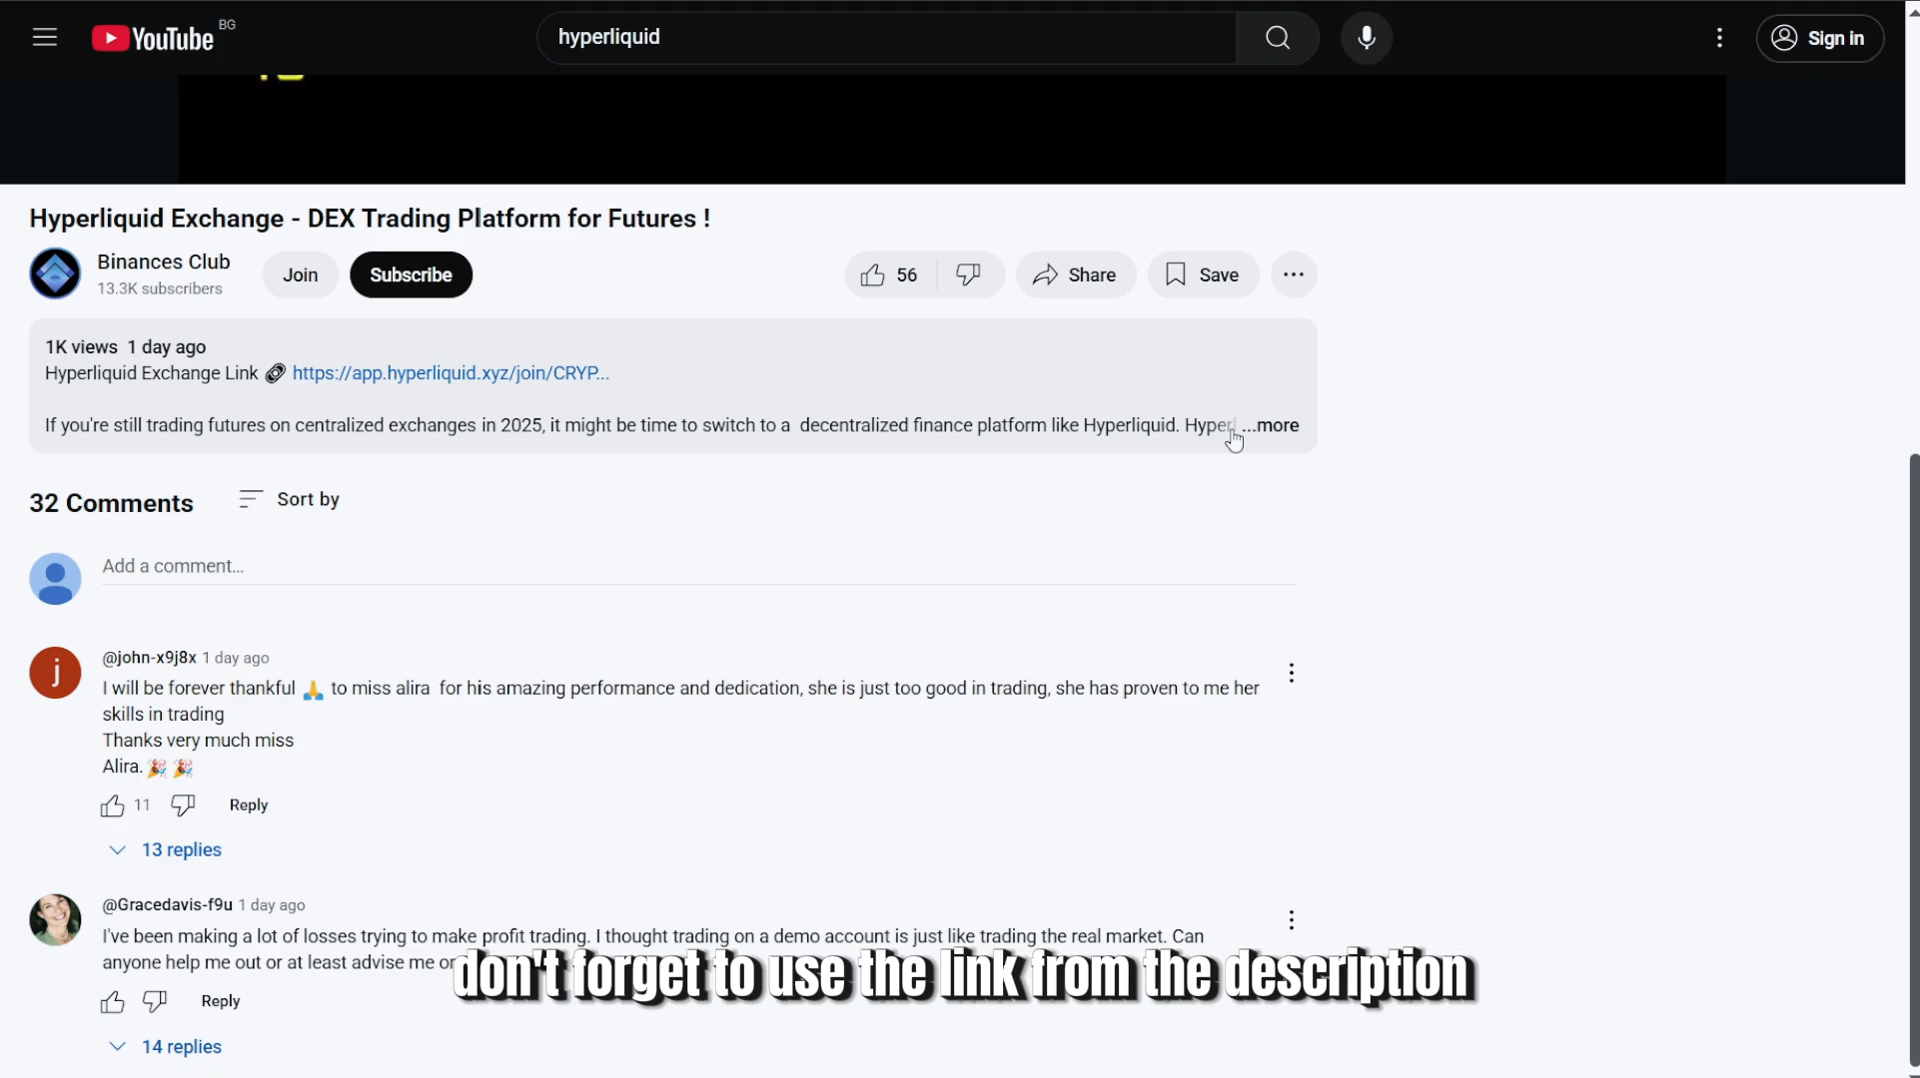 YouTube BG
hyperliquid
Sign in
Hyperliquid Exchange - DEX Trading Platform for Futures !
Binances Club
13.3K subscribers
Join
Subscribe
56
Share
Save
1K views 1 day ago
Hyperliquid Exchange Link 🔗 https://app.hyperliquid.xyz/join/CRYP...
If you're still trading futures on centralized exchanges in 2025, it might be time to switch to a decentralized finance platform like Hyperliquid. Hyperl ...more
32 Comments
Sort by
Add a comment...
j
@john-x9j8x 1 day ago
I will be forever thankful 🙏 to miss alira for his amazing performance and dedication, she is just too good in trading, she has proven to me her
skills in trading
Thanks very much miss
Alira. 🎉 🎉
11
Reply
13 replies
@Gracedavis-f9u 1 day ago
I've been making a lot of losses trying to make profit trading. I thought trading on a demo account is just like trading the real market. Can
anyone help me out or at least advise me or
don't forget to use the link from the description
Reply
14 replies